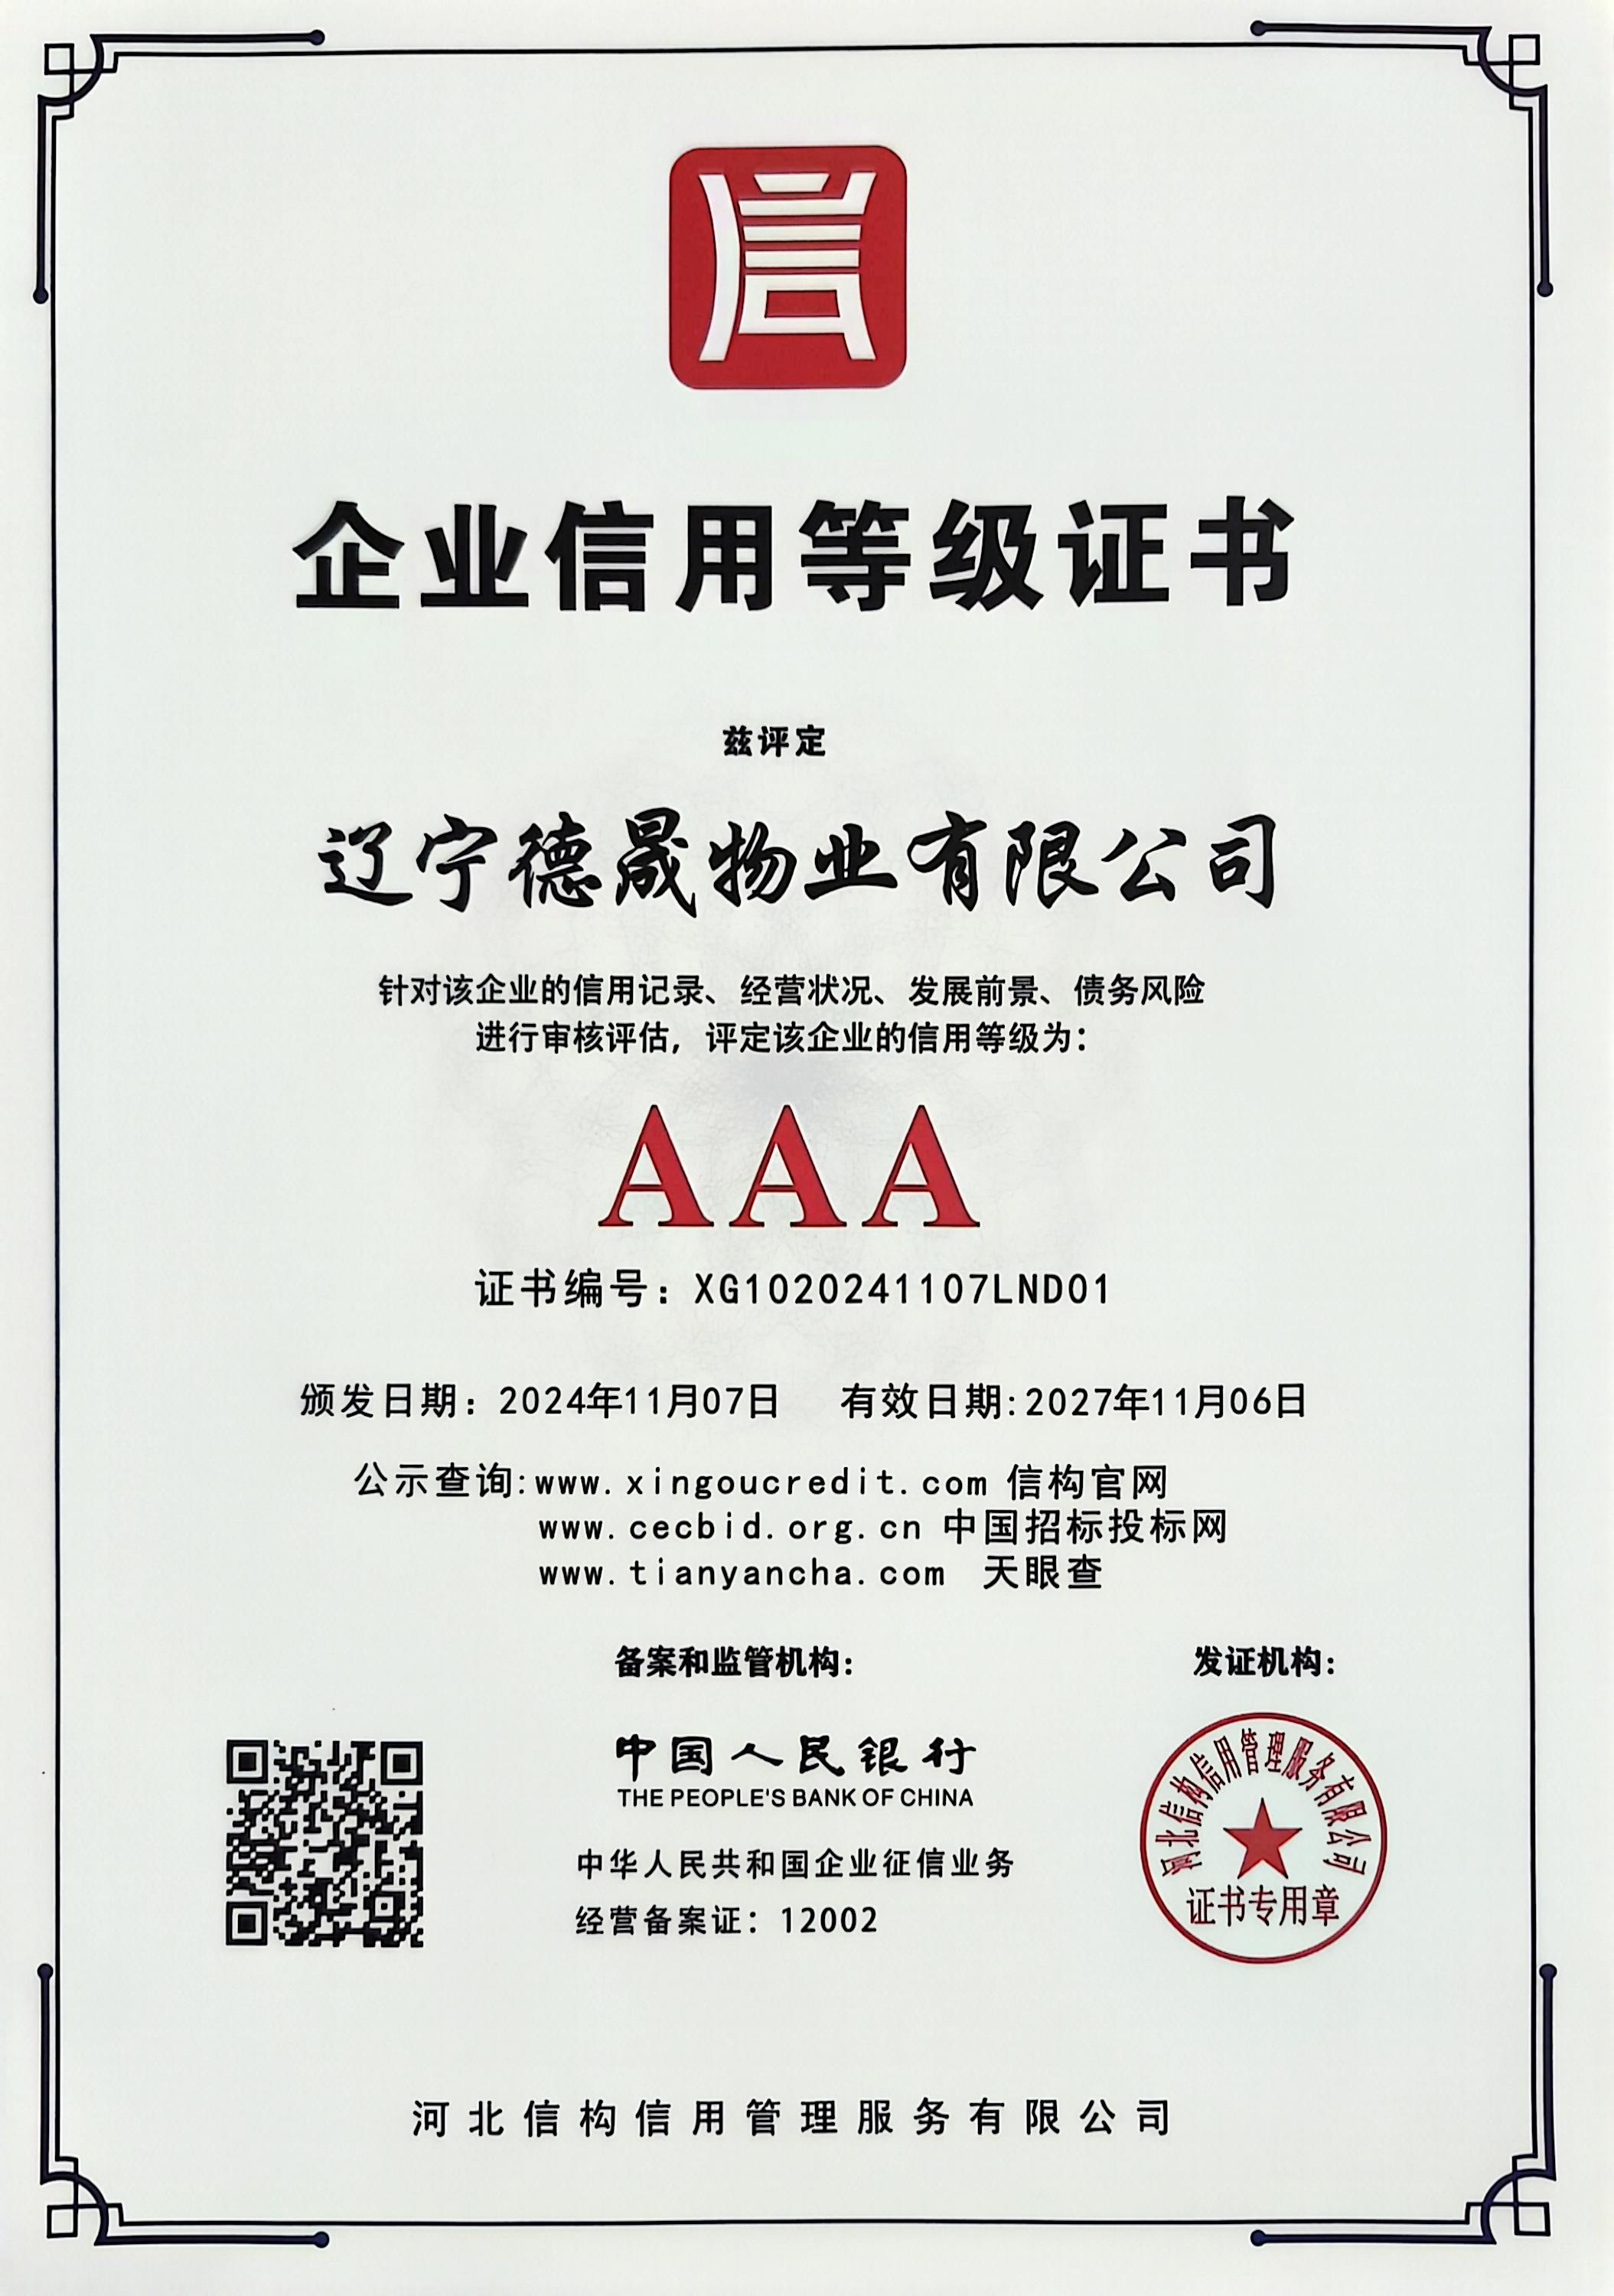 信
企业信用等级证书
兹评定
辽宁德晟物业有限公司
针对该企业的信用记录、经营状况、发展前景、债务风险
进行审核评估，评定该企业的信用等级为：
AAA
证书编号：XG1020241107LND01
颁发日期：2024年11月07日 有效日期:2027年11月06日
公示查询:www.xingoucredit.com 信构官网
www.cecbid.org.cn 中国招标投标网
www.tianyancha.com 天眼查
备案和监管机构：
发证机构：
中国人民银行
THE PEOPLE'S BANK OF CHINA
中华人民共和国企业征信业务
经营备案证：12002
河北信构信用管理服务有限公司
证书专用章
河北信构信用管理服务有限公司